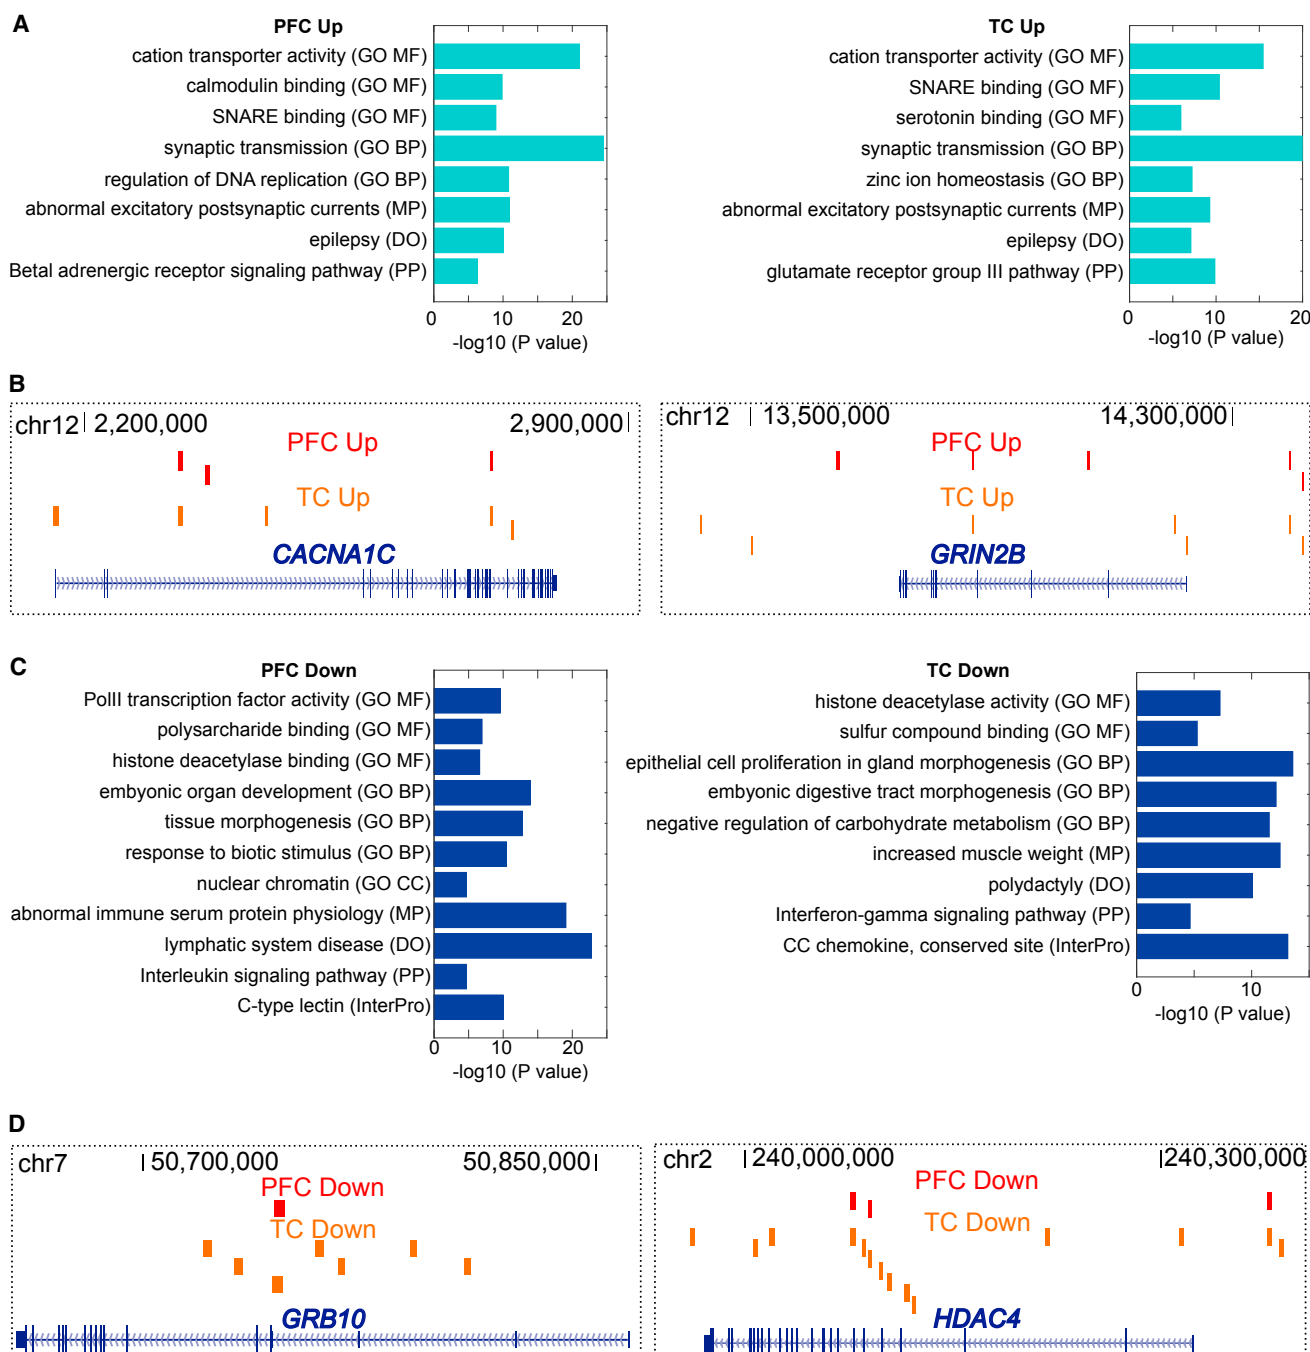 A
PFC Up
cation transporter activity (GO MF)
calmodulin binding (GO MF)
SNARE binding (GO MF)
synaptic transmission (GO BP)
regulation of DNA replication (GO BP)
abnormal excitatory postsynaptic currents (MP)
epilepsy (DO)
Betal adrenergic receptor signaling pathway (PP)
0 10 20
-log10 (P value)
TC Up
cation transporter activity (GO MF)
SNARE binding (GO MF)
serotonin binding (GO MF)
synaptic transmission (GO BP)
zinc ion homeostasis (GO BP)
abnormal excitatory postsynaptic currents (MP)
epilepsy (DO)
glutamate receptor group III pathway (PP)
0 10 20
-log10 (P value)
B
chr12 2,200,000 2,900,000
PFC Up
TC Up
CACNA1C
chr12 13,500,000 14,300,000
PFC Up
TC Up
GRIN2B
C
PFC Down
PolII transcription factor activity (GO MF)
polysarcharide binding (GO MF)
histone deacetylase binding (GO MF)
embyonic organ development (GO BP)
tissue morphogenesis (GO BP)
response to biotic stimulus (GO BP)
nuclear chromatin (GO CC)
abnormal immune serum protein physiology (MP)
lymphatic system disease (DO)
Interleukin signaling pathway (PP)
C-type lectin (InterPro)
0 10 20
-log10 (P value)
TC Down
histone deacetylase activity (GO MF)
sulfur compound binding (GO MF)
epithelial cell proliferation in gland morphogenesis (GO BP)
embyonic digestive tract morphogenesis (GO BP)
negative regulation of carbohydrate metabolism (GO BP)
increased muscle weight (MP)
polydactyly (DO)
Interferon-gamma signaling pathway (PP)
CC chemokine, conserved site (InterPro)
0 10
-log10 (P value)
D
chr7 50,700,000 50,850,000
PFC Down
TC Down
GRB10
chr2 240,000,000 240,300,000
PFC Down
TC Down
HDAC4